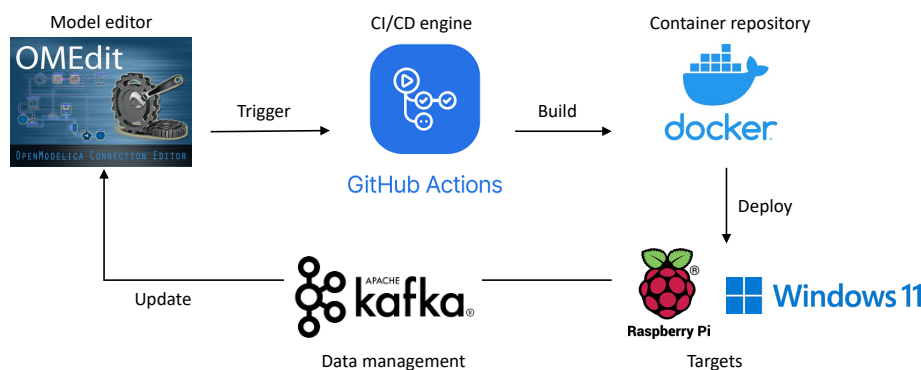 Model editor
CI/CD engine
Container repository
OMEdit
OPENMODELICA CONNECTION EDITOR
Trigger
Build
docker
GitHub Actions
Deploy
APACHE
kafka®
®
Raspberry Pi
Windows 11
Update
Data management
Targets